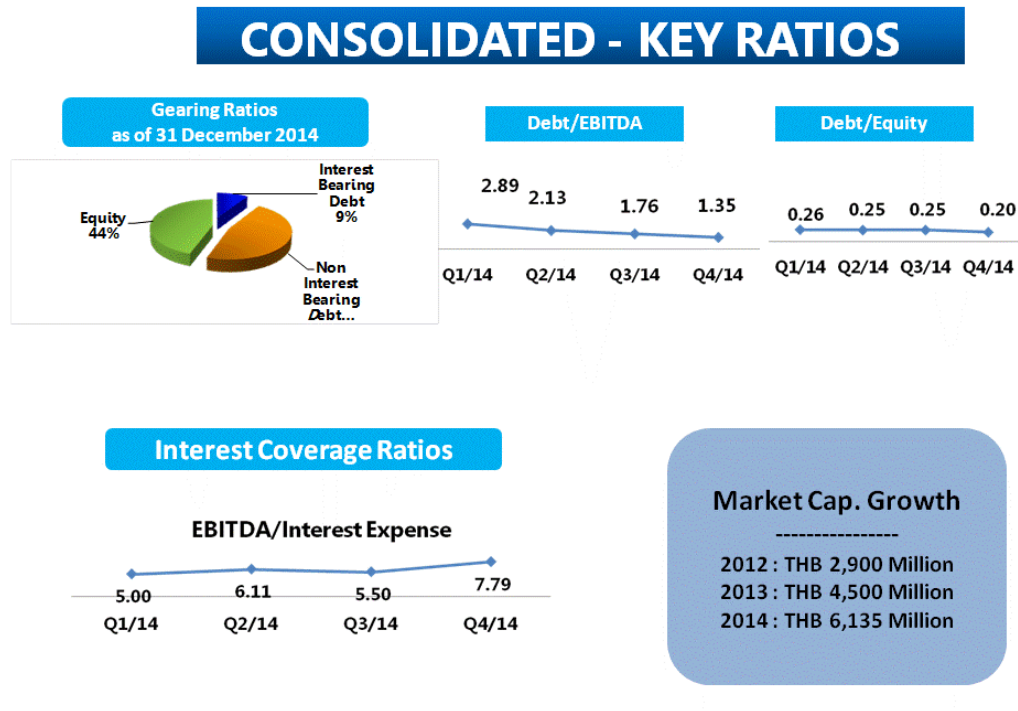 CONSOLIDATED - KEY RATIOS
Gearing Ratios
as of 31 December 2014
Interest
Bearing
Debt
9%
Equity
44%
Non
Interest
Bearing
Debt...
Debt/EBITDA
2.89
2.13
1.76
1.35
Q1/14
Q2/14
Q3/14
Q4/14
Debt/Equity
0.26
0.25
0.25
0.20
Q1/14
Q2/14
Q3/14
Q4/14
Interest Coverage Ratios
EBITDA/Interest Expense
5.00
6.11
5.50
7.79
Q1/14
Q2/14
Q3/14
Q4/14
Market Cap. Growth
----------------
2012 : THB 2,900 Million
2013 : THB 4,500 Million
2014 : THB 6,135 Million